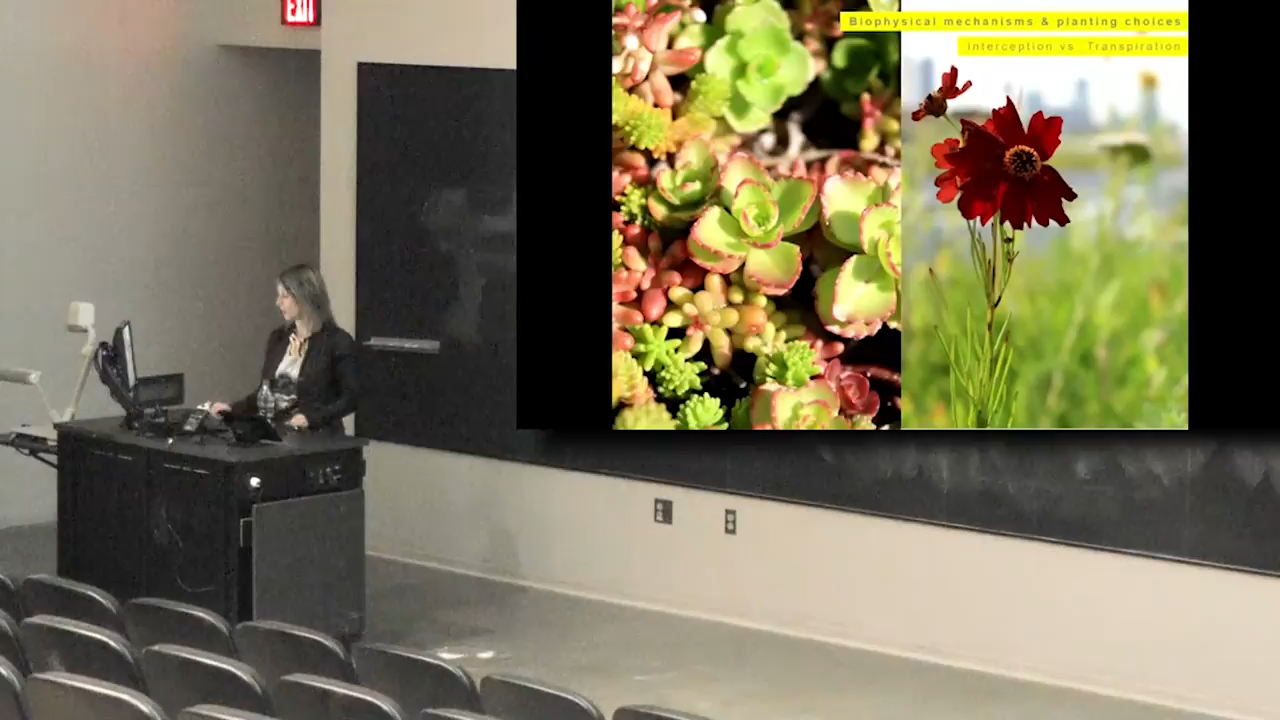 EXIT
Biophysical mechanisms & planting choices
Interception vs. Transpiration